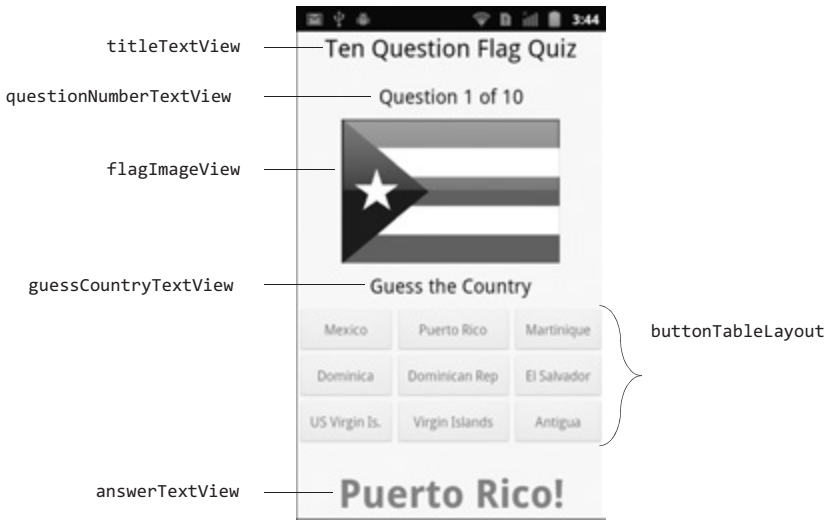 3:44
titleTextView
Ten Question Flag Quiz
questionNumberTextView
Question 1 of 10
flagImageView
guessCountryTextView
Guess the Country
Mexico
Puerto Rico
Martinique
buttonTableLayout
Dominica
Dominican Rep
El Salvador
US Virgin Is.
Virgin Islands
Antigua
answerTextView
Puerto Rico!